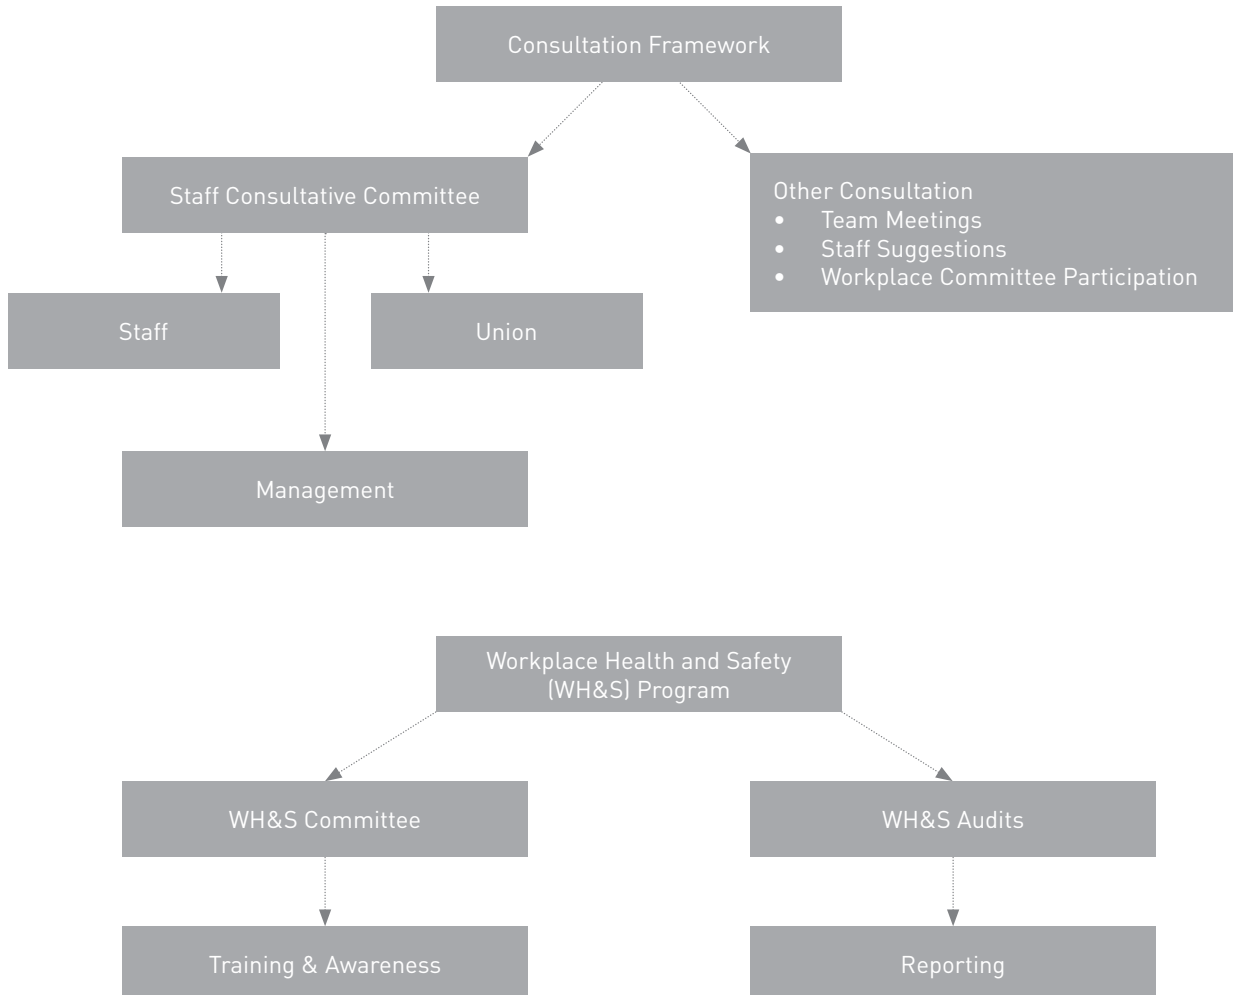 Consultation Framework
Staff Consultative Committee
Other Consultation
• Team Meetings
• Staff Suggestions
• Workplace Committee Participation
Staff
Union
Management
Workplace Health and Safety
(WH&S) Program
WH&S Committee
WH&S Audits
Training & Awareness
Reporting